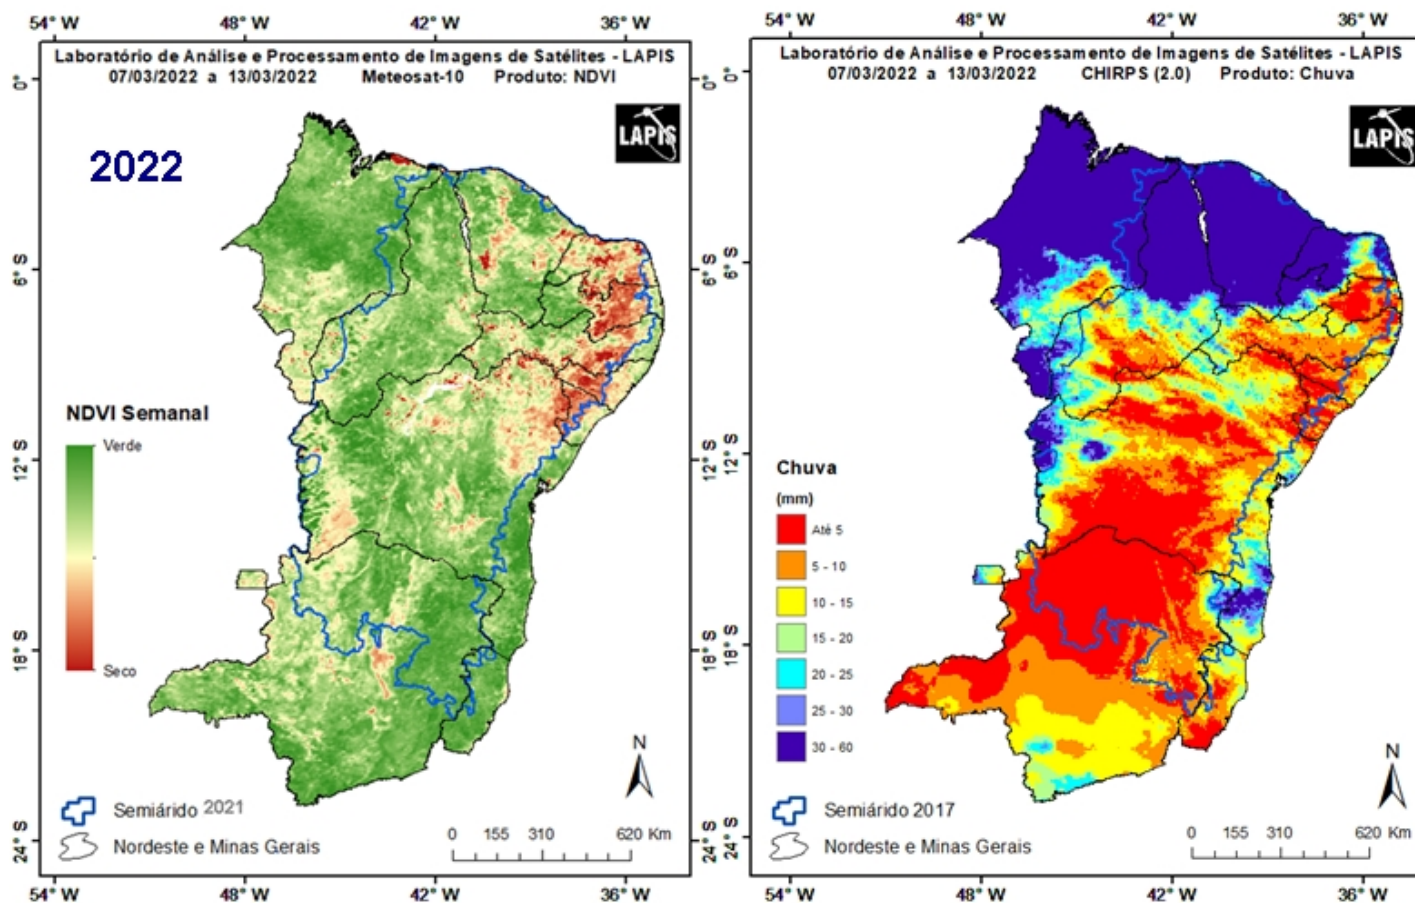 54° W 48° W 42° W 36° W
Laboratório de Análise e Processamento de Imagens de Satélites - LAPIS
07/03/2022 a 13/03/2022 Meteosat-10 Produto: NDVI
LAPIS
2022
0°
6° S
12° S
18° S
24° S
0°
6° S
12° S
18° S
24° S
NDVI Semanal
Verde
Seco
N
Semiárido 2021
Nordeste e Minas Gerais
0 155 310 620 Km
54° W 48° W 42° W 36° W
54° W 48° W 42° W 36° W
Laboratório de Análise e Processamento de Imagens de Satélites - LAPIS
07/03/2022 a 13/03/2022 CHIRPS (2.0) Produto: Chuva
LAPIS
0°
6° S
12° S
18° S
24° S
Chuva
(mm)
Até 5
5 - 10
10 - 15
15 - 20
20 - 25
25 - 30
30 - 60
N
Semiárido 2017
Nordeste e Minas Gerais
0 155 310 620 Km
54° W 48° W 42° W 36° W